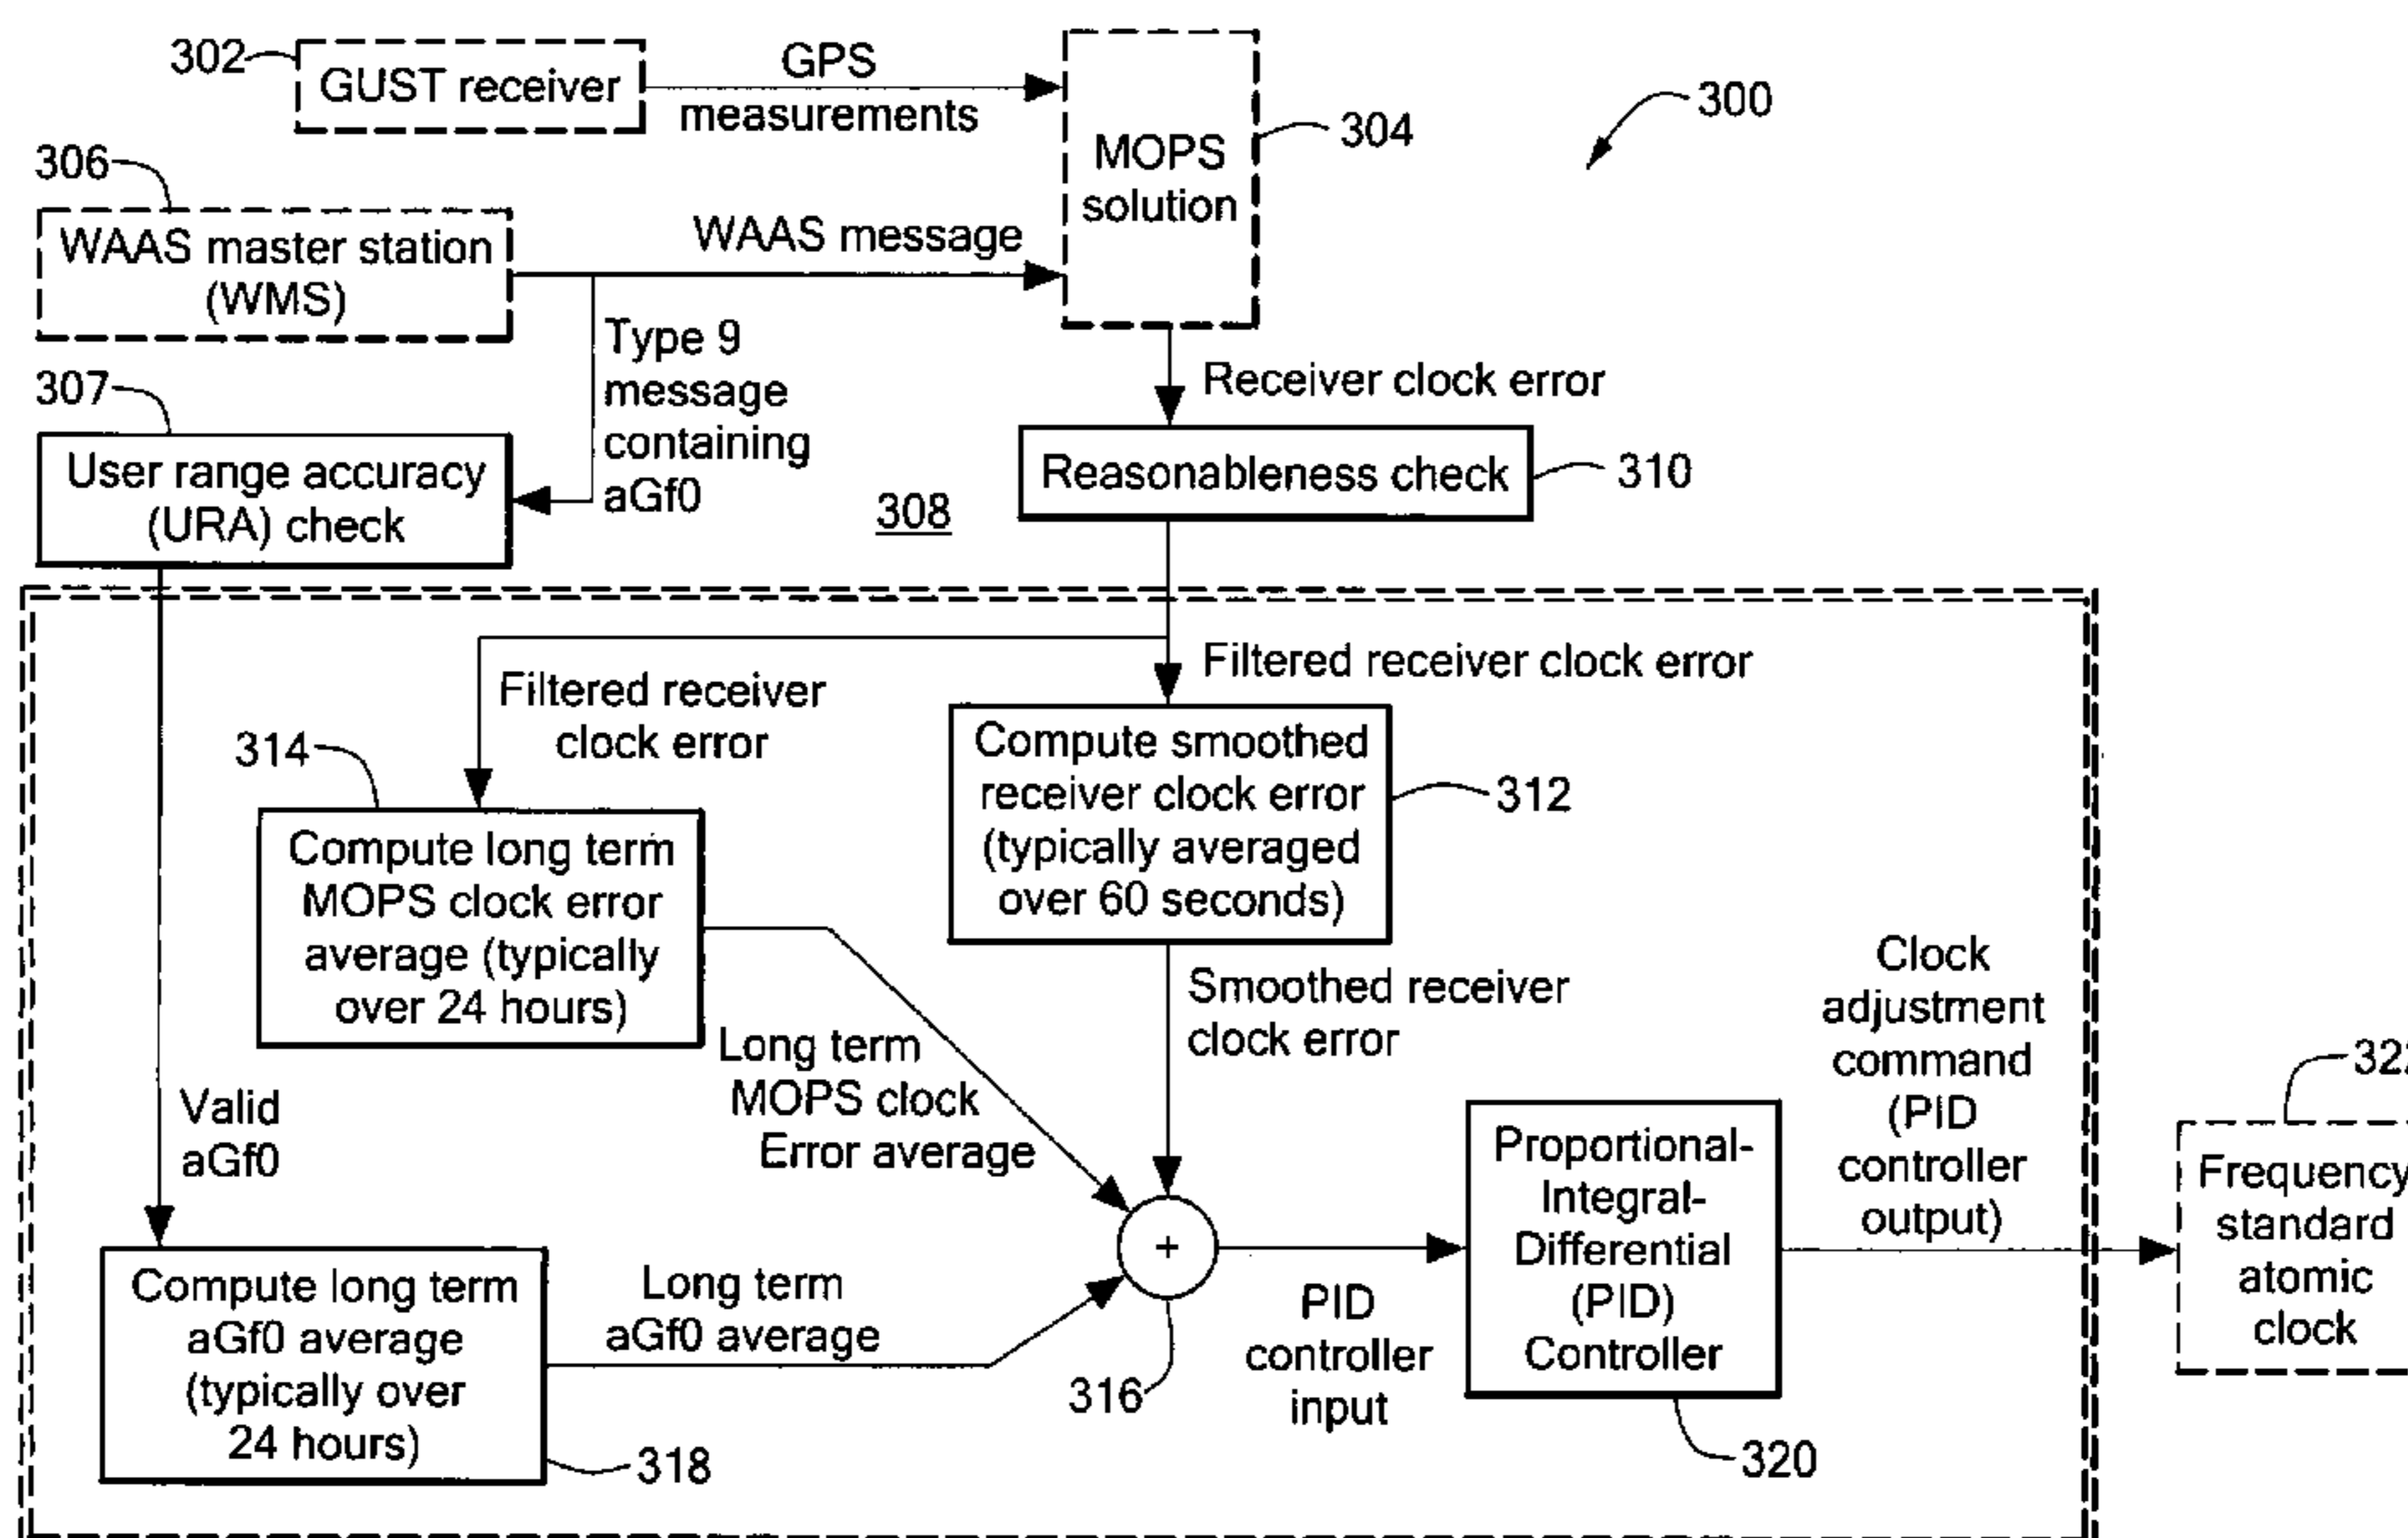 302
GUST receiver
GPS
measurements
MOPS
solution
304
300
306
WAAS master station
(WMS)
WAAS message
Type 9
message
containing
aGf0
Receiver clock error
307
User range accuracy
(URA) check
308
Reasonableness check
310
Filtered receiver
clock error
Filtered receiver clock error
314
Compute long term
MOPS clock error
average (typically
over 24 hours)
Compute smoothed
receiver clock error
(typically averaged
over 60 seconds)
312
Long term
MOPS clock
Error average
Smoothed receiver
clock error
Valid
aGf0
Compute long term
aGf0 average
(typically over
24 hours)
318
Long term
aGf0 average
+
316
PID
controller
input
Proportional-
Integral-
Differential
(PID)
Controller
320
Clock
adjustment
command
(PID
controller
output)
Frequency
standard
atomic
clock